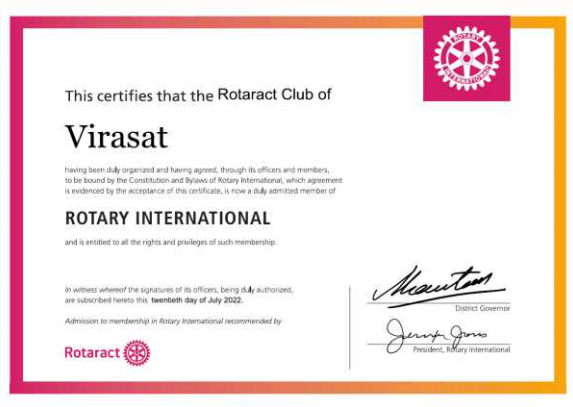 ROTARY
INTERNATIONAL
This certifies that the Rotaract Club of
Virasat
having been duly organized and having agreed, through its officers and members,
to be bound by the Constitution and Bylaws of Rotary International, which agreement
is evidenced by the acceptance of this certificate, is now a duly admitted member of
ROTARY INTERNATIONAL
and is entitled to all the rights and privileges of such membership.
In witness whereof the signatures of its officers, being duly authorized,
are subscribed hereto this twentieth day of July 2022.
Admission to membership in Rotary International recommended by
Rotaract
District Governor
President, Rotary International